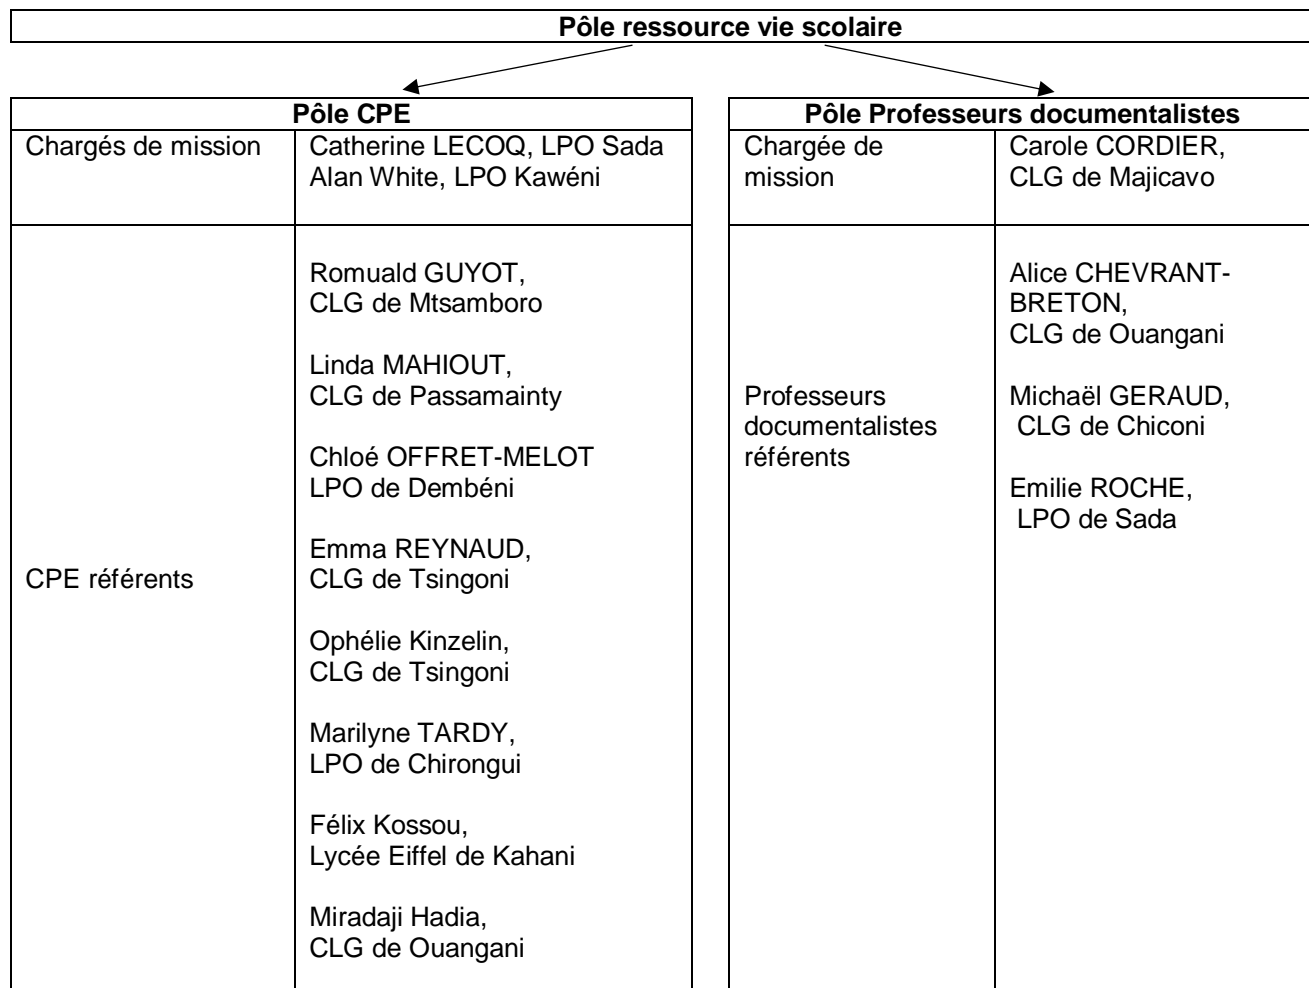 Pôle ressource vie scolaire
Pôle CPE
Chargés de mission
Catherine LECOQ, LPO Sada
Alan White, LPO Kawéni
CPE référents
Romuald GUYOT,
CLG de Mtsamboro
Linda MAHIOUT,
CLG de Passamainty
Chloé OFFRET-MELOT
LPO de Dembéni
Emma REYNAUD,
CLG de Tsingoni
Ophélie Kinzelin,
CLG de Tsingoni
Marilyne TARDY,
LPO de Chirongui
Félix Kossou,
Lycée Eiffel de Kahani
Miradaji Hadia,
CLG de Ouangani
Pôle Professeurs documentalistes
Chargée de
mission
Carole CORDIER,
CLG de Majicavo
Professeurs
documentalistes
référents
Alice CHEVRANT-
BRETON,
CLG de Ouangani
Michaël GERAUD,
CLG de Chiconi
Emilie ROCHE,
LPO de Sada